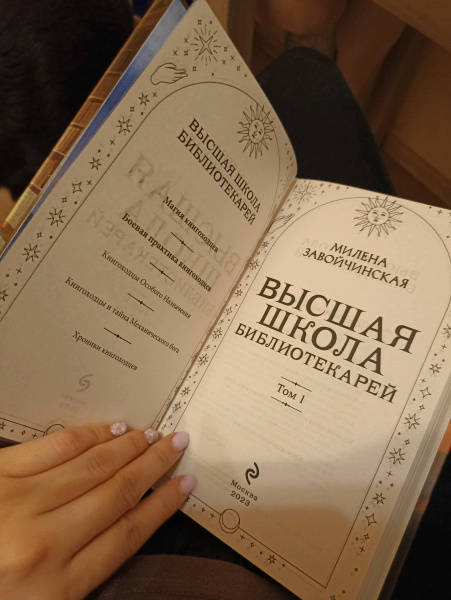 ВЫСШАЯ ШКОЛА
БИБЛИОТЕКАРЕЙ
Магия книгоходцев
Боевая практика книгоходцев
Книгоходцы Особого Назначения
Книгоходцы и тайна Механического бога
Хроники книгоходцев
МИЛЕНА
ЗАВОЙЧИНСКАЯ
ВЫСШАЯ
ШКОЛА
БИБЛИОТЕКАРЕЙ
Том 1
Москва
2023